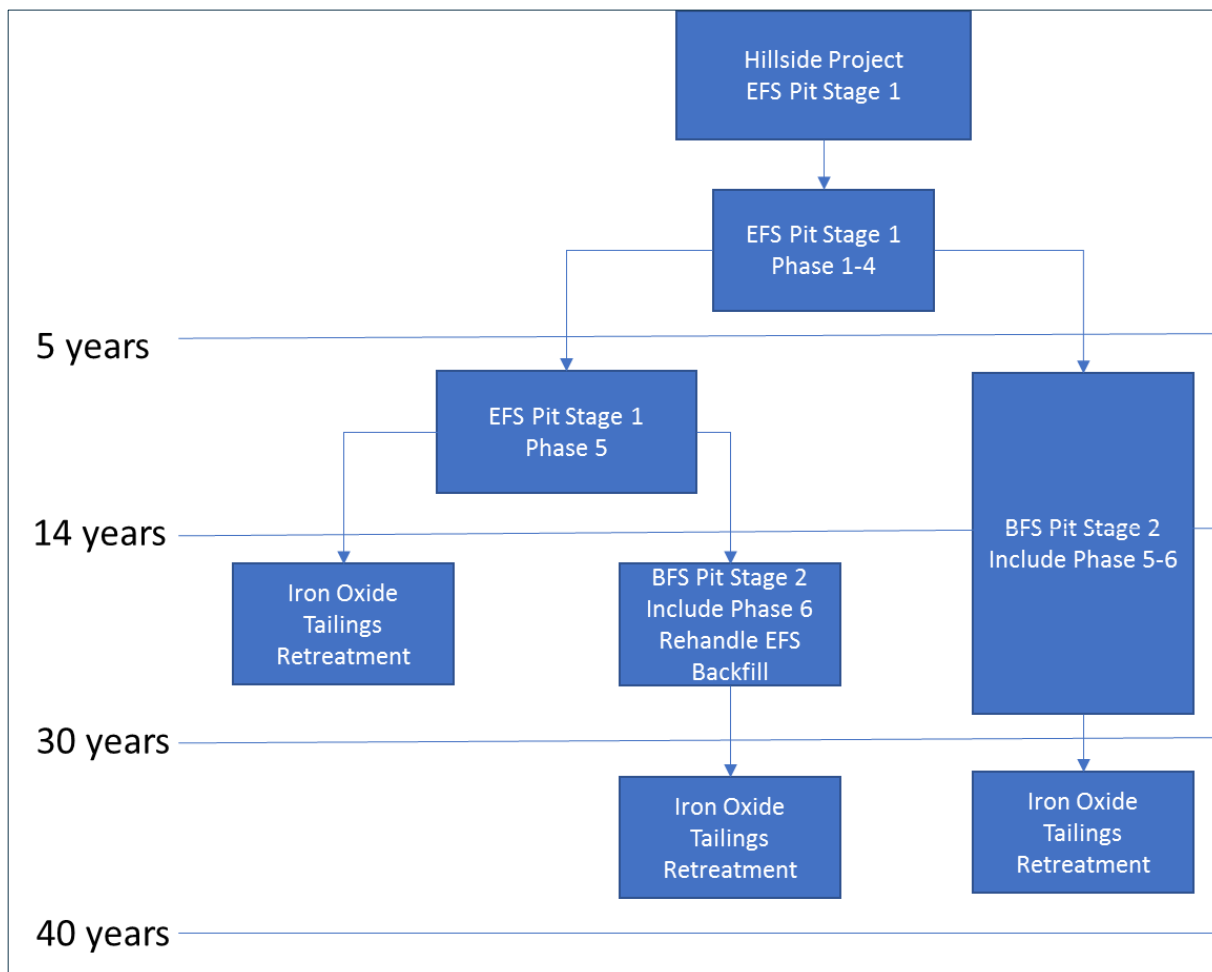 Hillside Project
EFS Pit Stage 1
EFS Pit Stage 1
Phase 1-4
5 years
EFS Pit Stage 1
Phase 5
14 years
BFS Pit Stage 2
Include Phase 5-6
Iron Oxide
Tailings
Retreatment
BFS Pit Stage 2
Include Phase 6
Rehandle EFS
Backfill
30 years
Iron Oxide
Tailings
Retreatment
Iron Oxide
Tailings
Retreatment
40 years